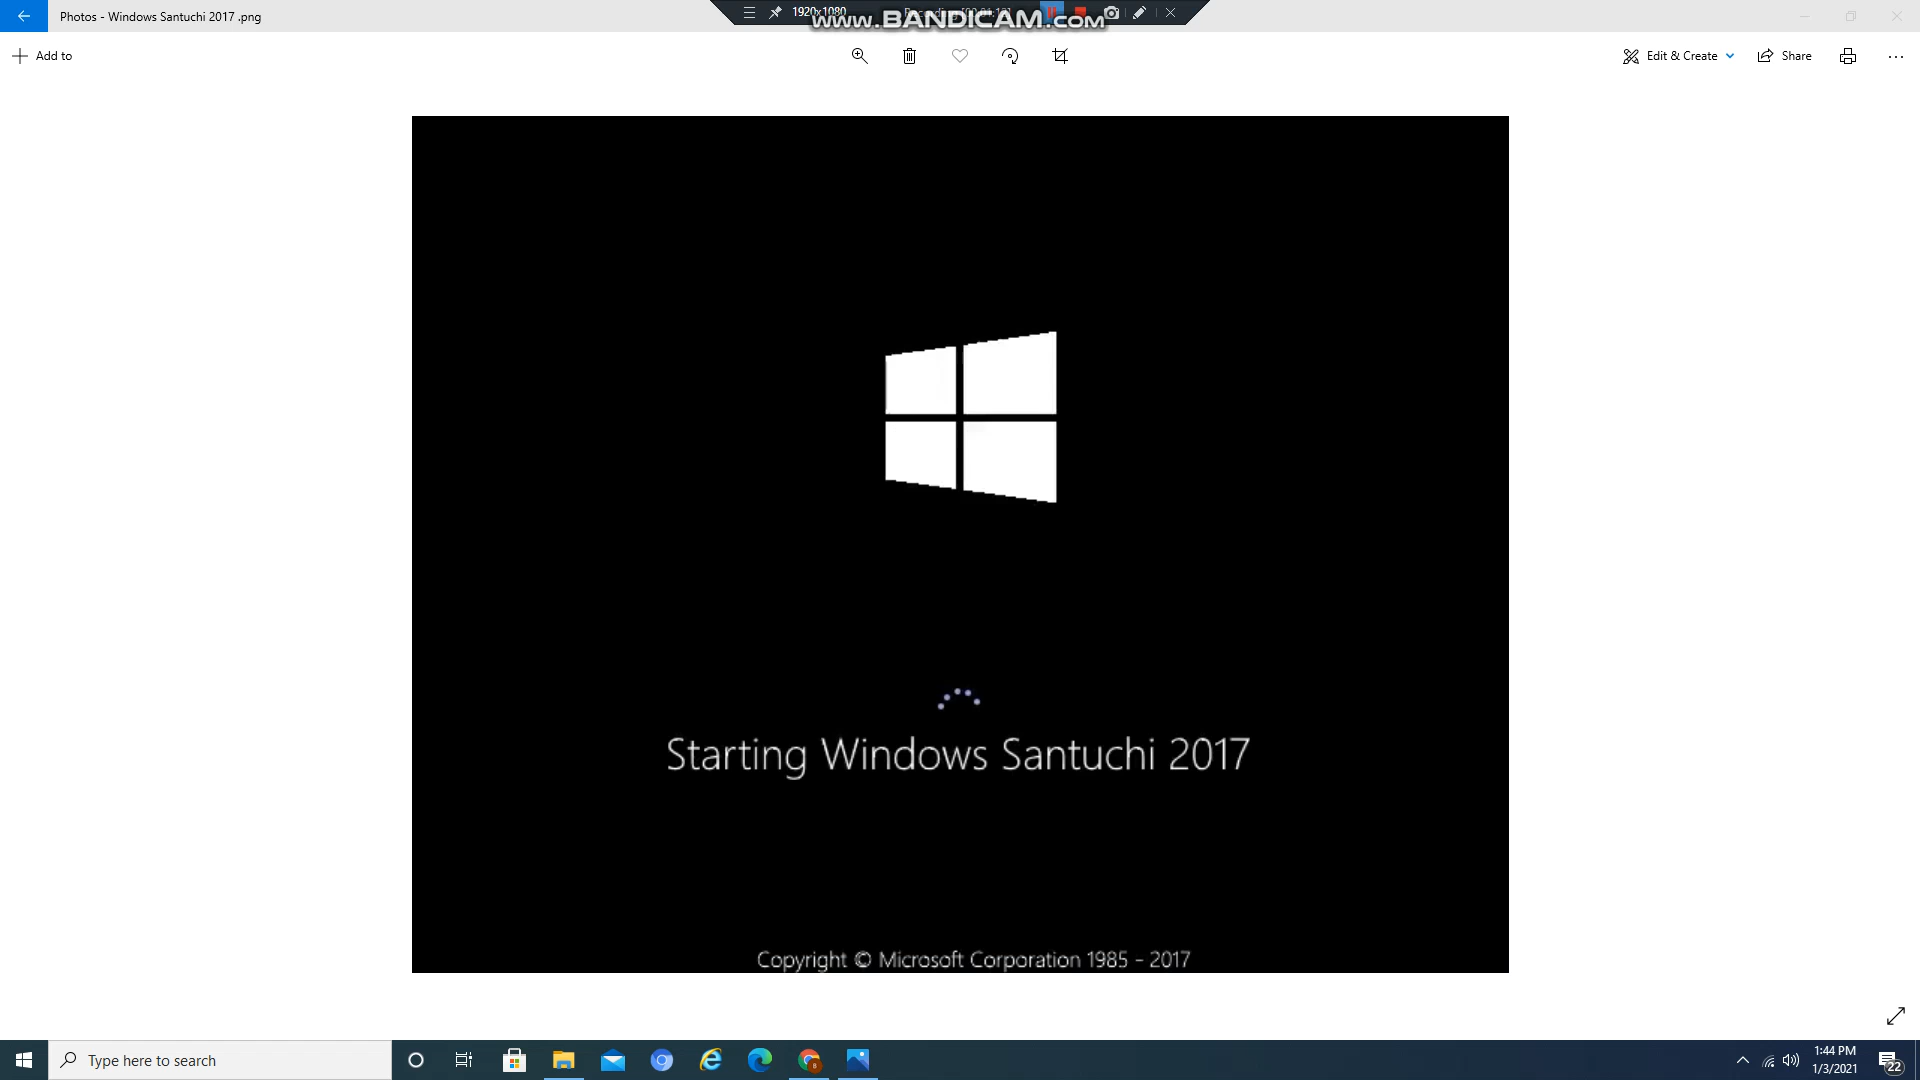 Photos - Windows Santuchi 2017 .png
1920x1080
www.BANDICAM.com
Add to
Edit & Create
Share
Starting Windows Santuchi 2017
Copyright © Microsoft Corporation 1985 - 2017
Type here to search
1:44 PM
1/3/2021
22